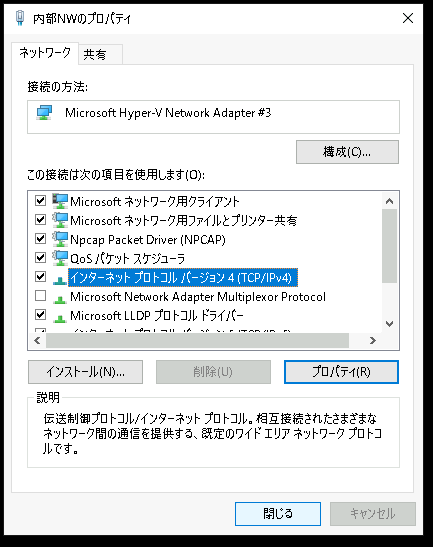 内部NWのプロパティ
ネットワーク 共有
接続の方法:
Microsoft Hyper-V Network Adapter #3
構成(C)...
この接続は次の項目を使用します(O):
Microsoft ネットワーク用クライアント
Microsoft ネットワーク用ファイルとプリンター共有
Npcap Packet Driver (NPCAP)
QoS パケット スケジューラ
インターネット プロトコル バージョン 4 (TCP/IPv4)
Microsoft Network Adapter Multiplexor Protocol
Microsoft LLDP プロトコル ドライバー
インストール(N)... 削除(U) プロパティ(R)
説明
伝送制御プロトコル/インターネット プロトコル。相互接続されたさまざまな
ネットワーク間の通信を提供する、既定のワイド エリア ネットワーク プロトコ
ルです。
閉じる キャンセル